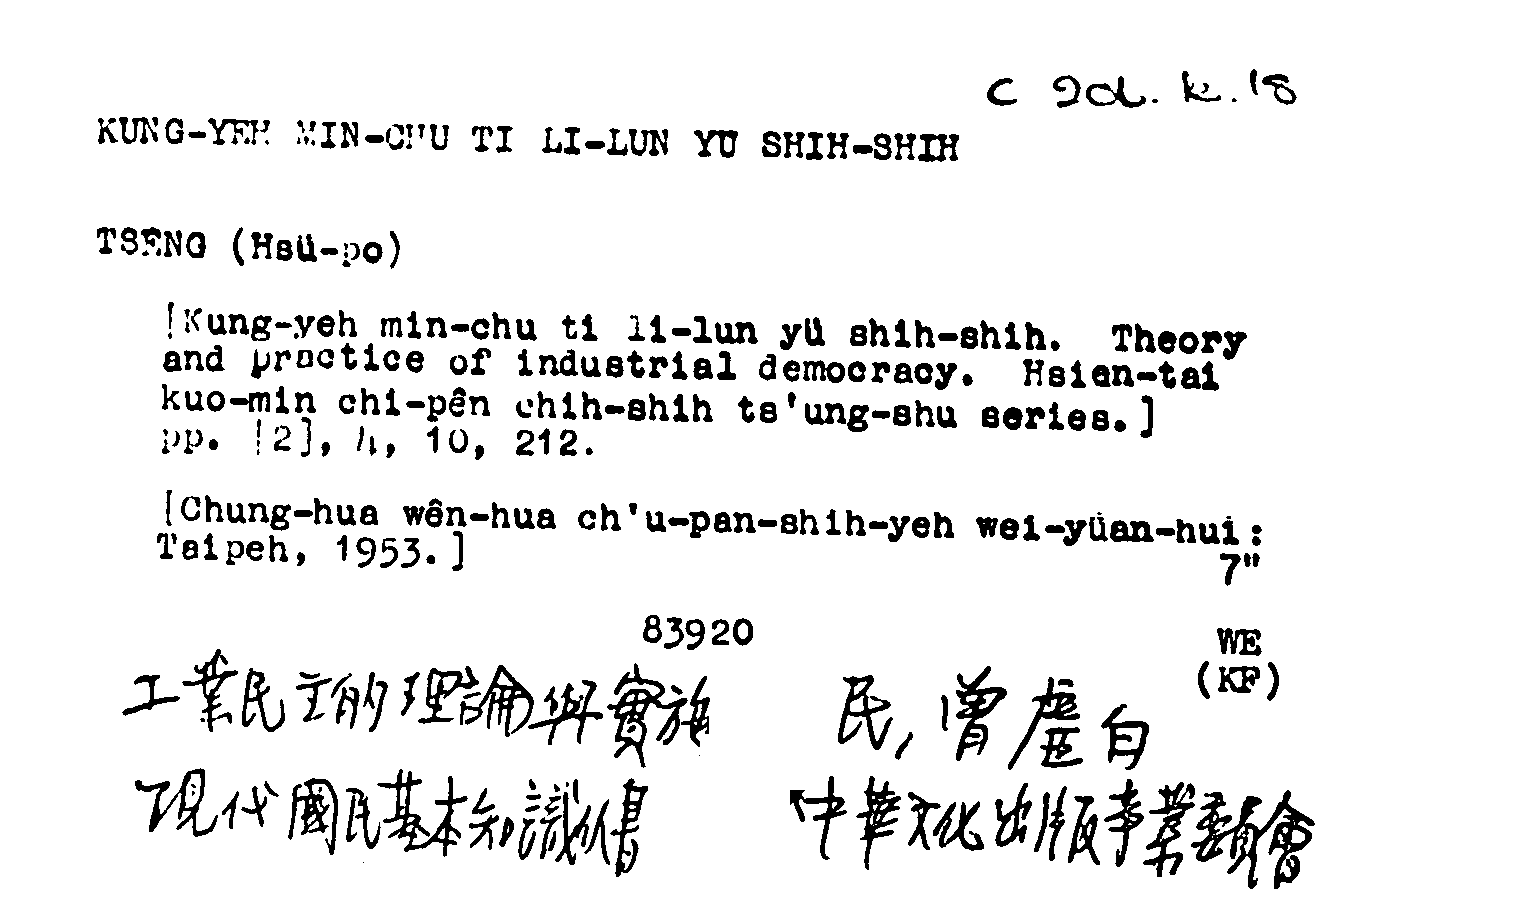 C 20d. k. 18
KUNG-YEH MIN-CHU TI LI-LUN YÜ SHIH-SHIH
TSENG (Hsü-po)
[Kung-yeh min-chu ti li-lun yü shih-shih. Theory
and practice of industrial democracy. Hsien-tai
kuo-min chi-pên chih-shih ts'ung-shu series.]
pp. [2], 4, 10, 212.
[Chung-hua wên-hua ch'u-pan-shih-yeh wei-yüan-hui:
Taipeh, 1953.]
7"
83920
WE
(KF)
工業民主的理論與實施 民, 曾虛白
現代國民基本知識丛書 中華文化出版事業委員會